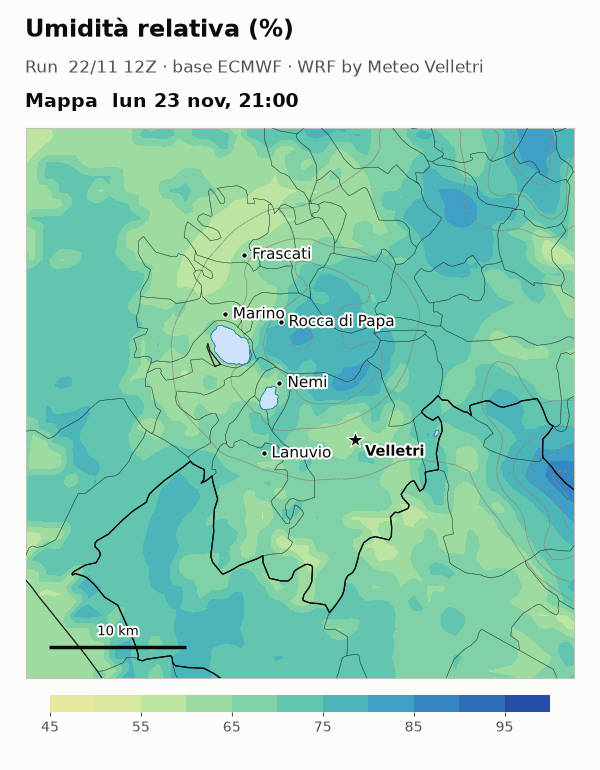 Umidità relativa (%)
Run  22/11 12Z · base ECMWF · WRF by Meteo Velletri
Mappa  lun 23 nov, 21:00
Frascati
Marino
Rocca di Papa
Nemi
Velletri
Lanuvio
10 km
45 55 65 75 85 95